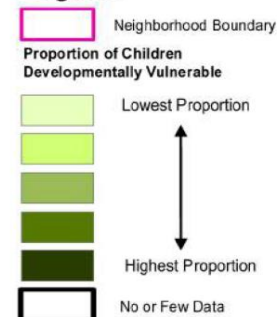 Neighborhood Boundary
Proportion of Children
Developmentally Vulnerable
Lowest Proportion
Highest Proportion
No or Few Data